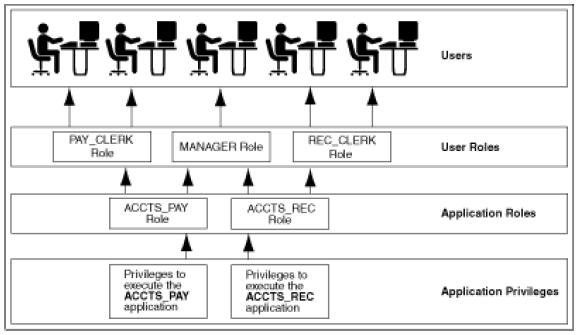 Users
PAY_CLERK
Role
MANAGER Role
REC_CLERK
Role
User Roles
ACCTS_PAY
Role
ACCTS_REC
Role
Application Roles
Privileges to
execute the
ACCTS_PAY
application
Privileges to
execute the
ACCTS_REC
application
Application Privileges